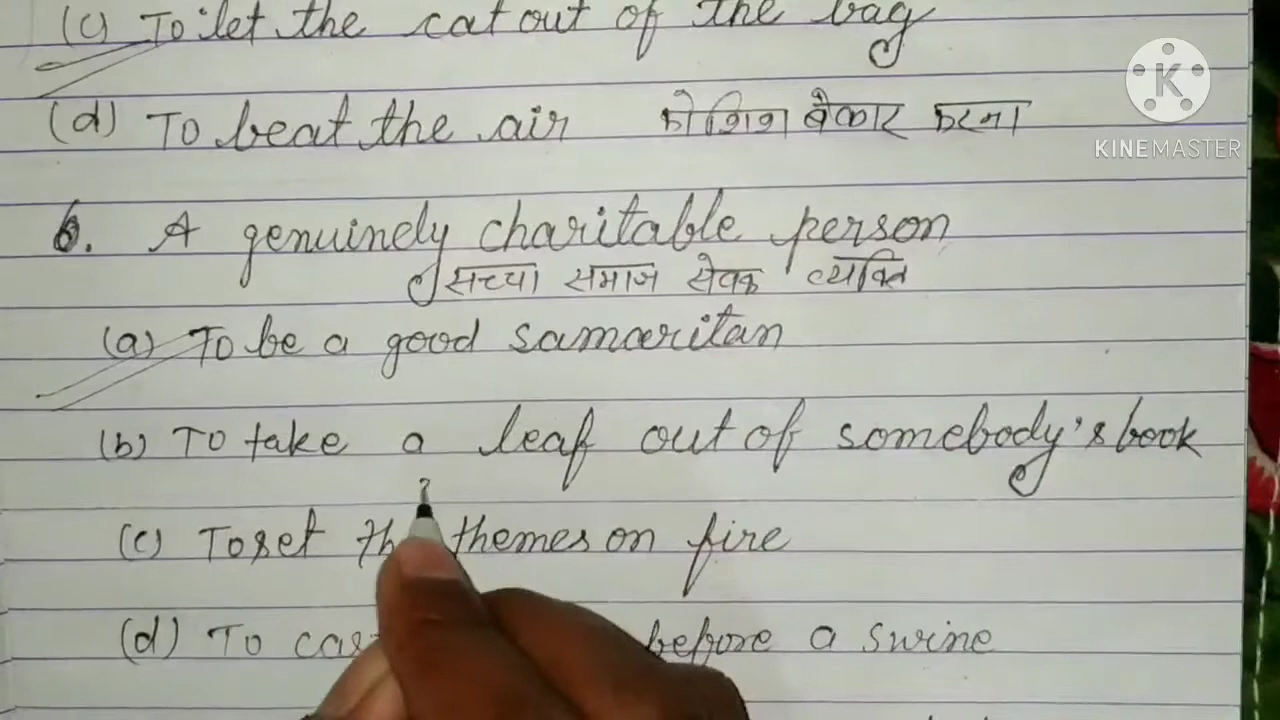 (c) To let the cat out of the bag
(d) To beat the air कोशिश बेकार करना
KINEMASTER
6. A genuinely charitable person
सच्चा समाज सेवक व्यक्ति
(a) To be a good samaritan
(b) To take a leaf out of somebody's book
(c) To set themes on fire
(d) To before a swine